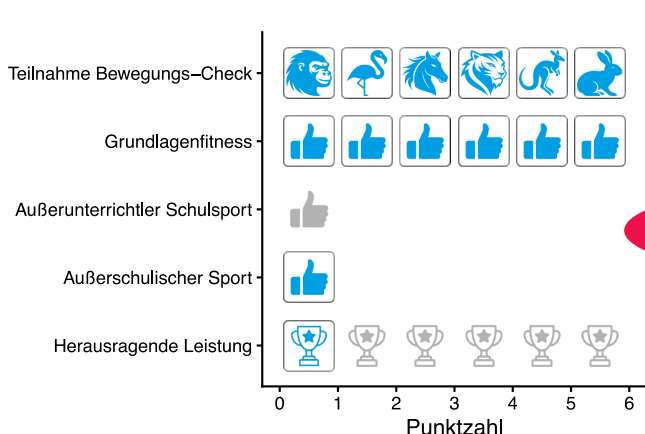 Teilnahme Bewegungs–Check
Grundlagenfitness
Außerunterrichtler Schulsport
Außerschulischer Sport
Herausragende Leistung
0 1 2 3 4 5 6
Punktzahl